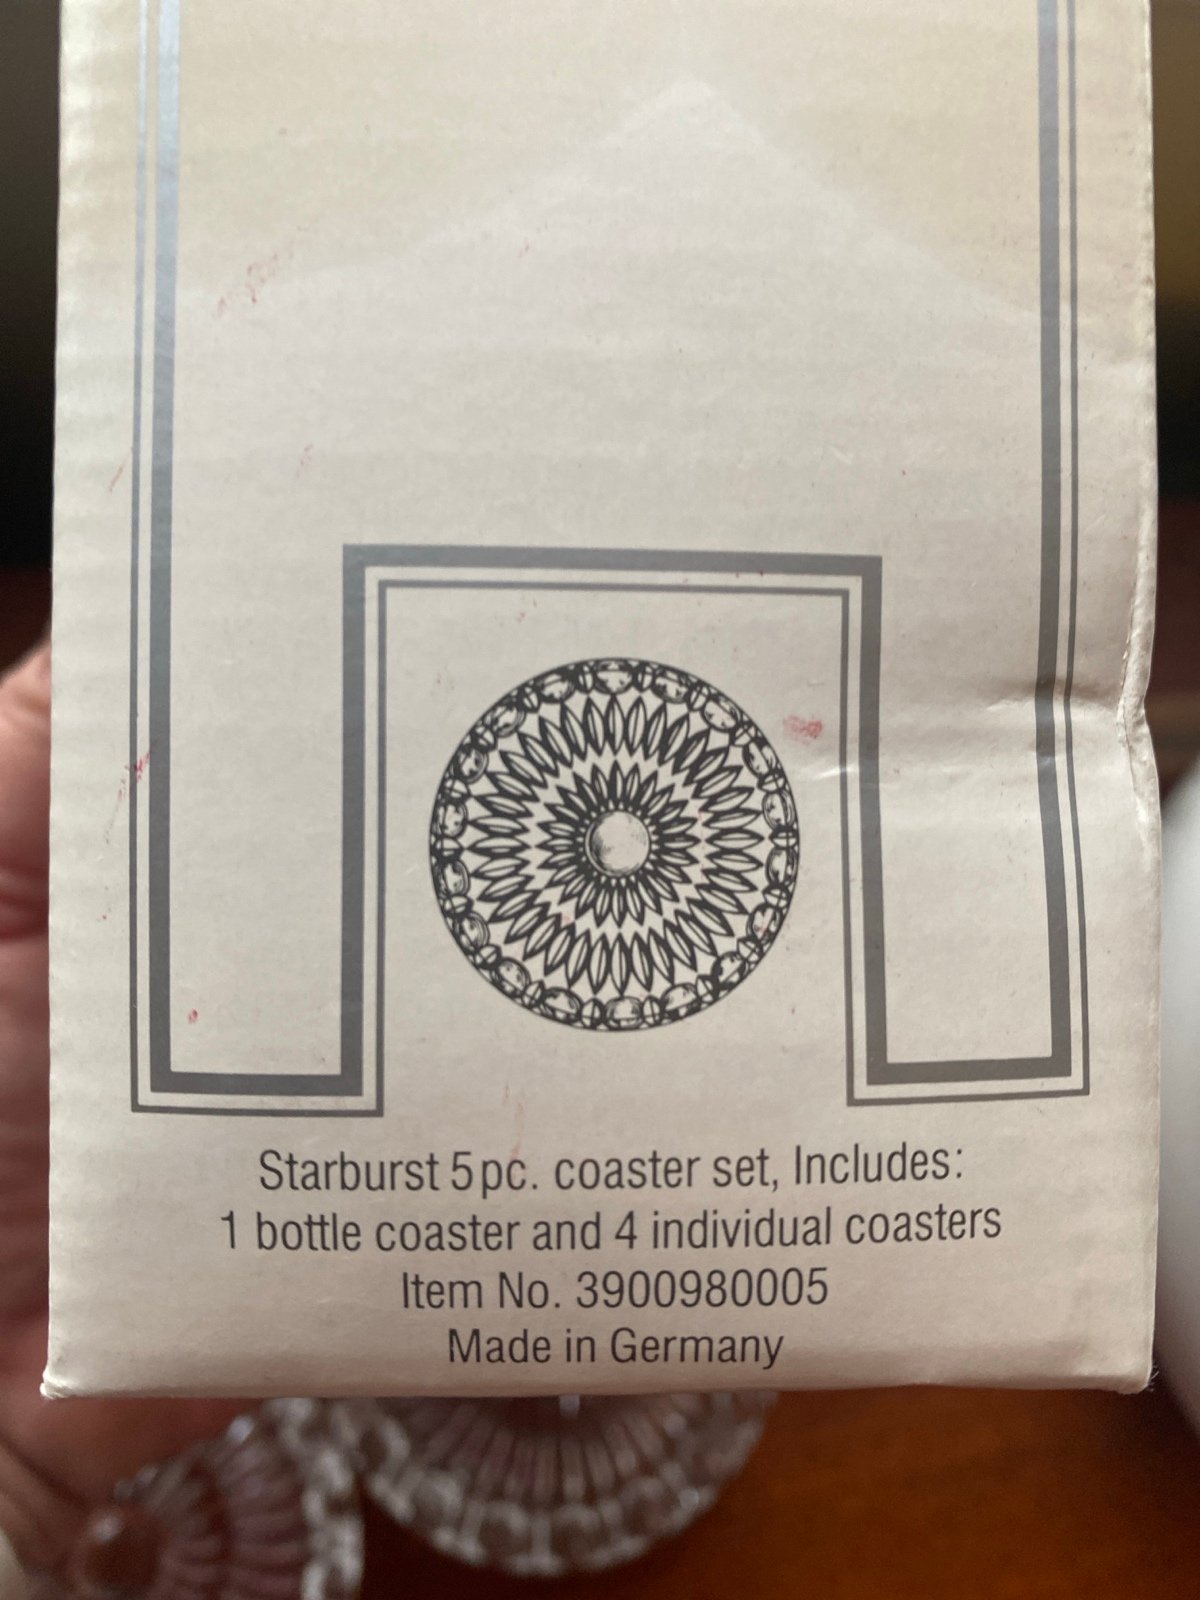 Starburst 5pc. coaster set, Includes:
1 bottle coaster and 4 individual coasters
Item No. 3900980005
Made in Germany